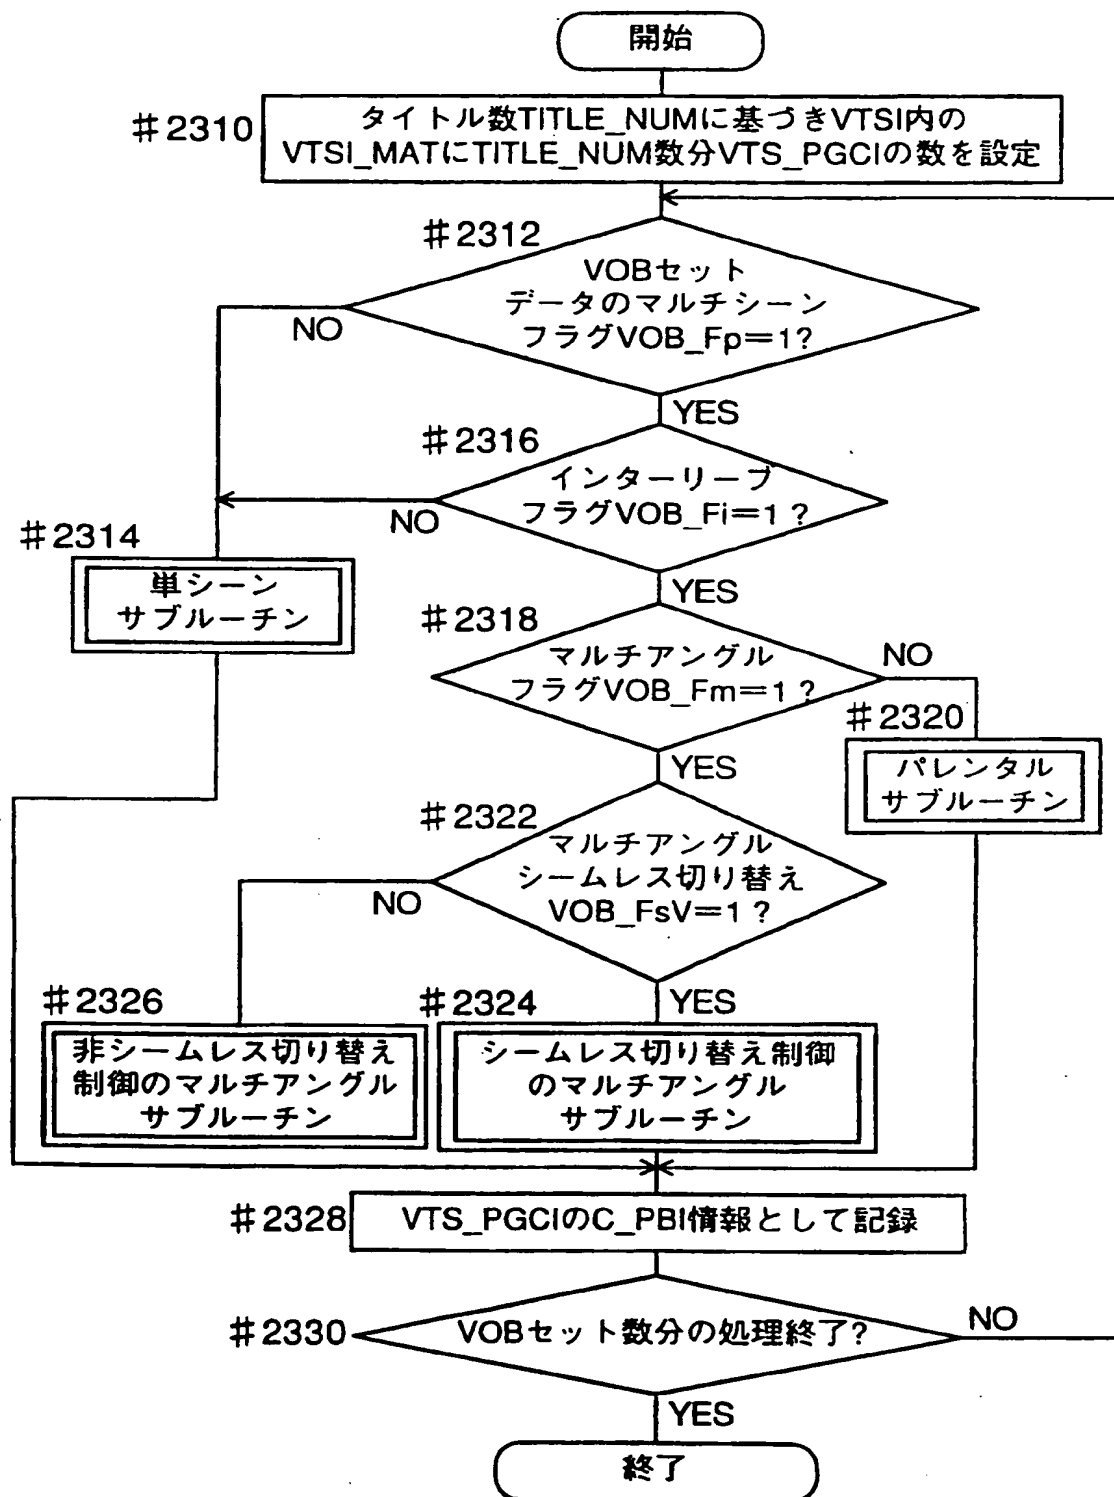 開始
#2310
タイトル数TITLE_NUMに基づきVTSI内の
VTSI_MATにTITLE_NUM数分VTS_PGCIの数を設定
#2312
VOBセット
データのマルチシーン
フラグVOB_Fp=1?
NO
YES
#2316
インターリーブ
フラグVOB_Fi=1?
NO
YES
#2314
単シーン
サブルーチン
#2318
マルチアングル
フラグVOB_Fm=1?
NO
YES
#2320
パレンタル
サブルーチン
#2322
マルチアングル
シームレス切り替え
VOB_FsV=1?
NO
YES
#2326
非シームレス切り替え
制御のマルチアングル
サブルーチン
#2324
シームレス切り替え制御
のマルチアングル
サブルーチン
#2328
VTS_PGCIのC_PBI情報として記録
#2330
VOBセット数分の処理終了?
NO
YES
終了